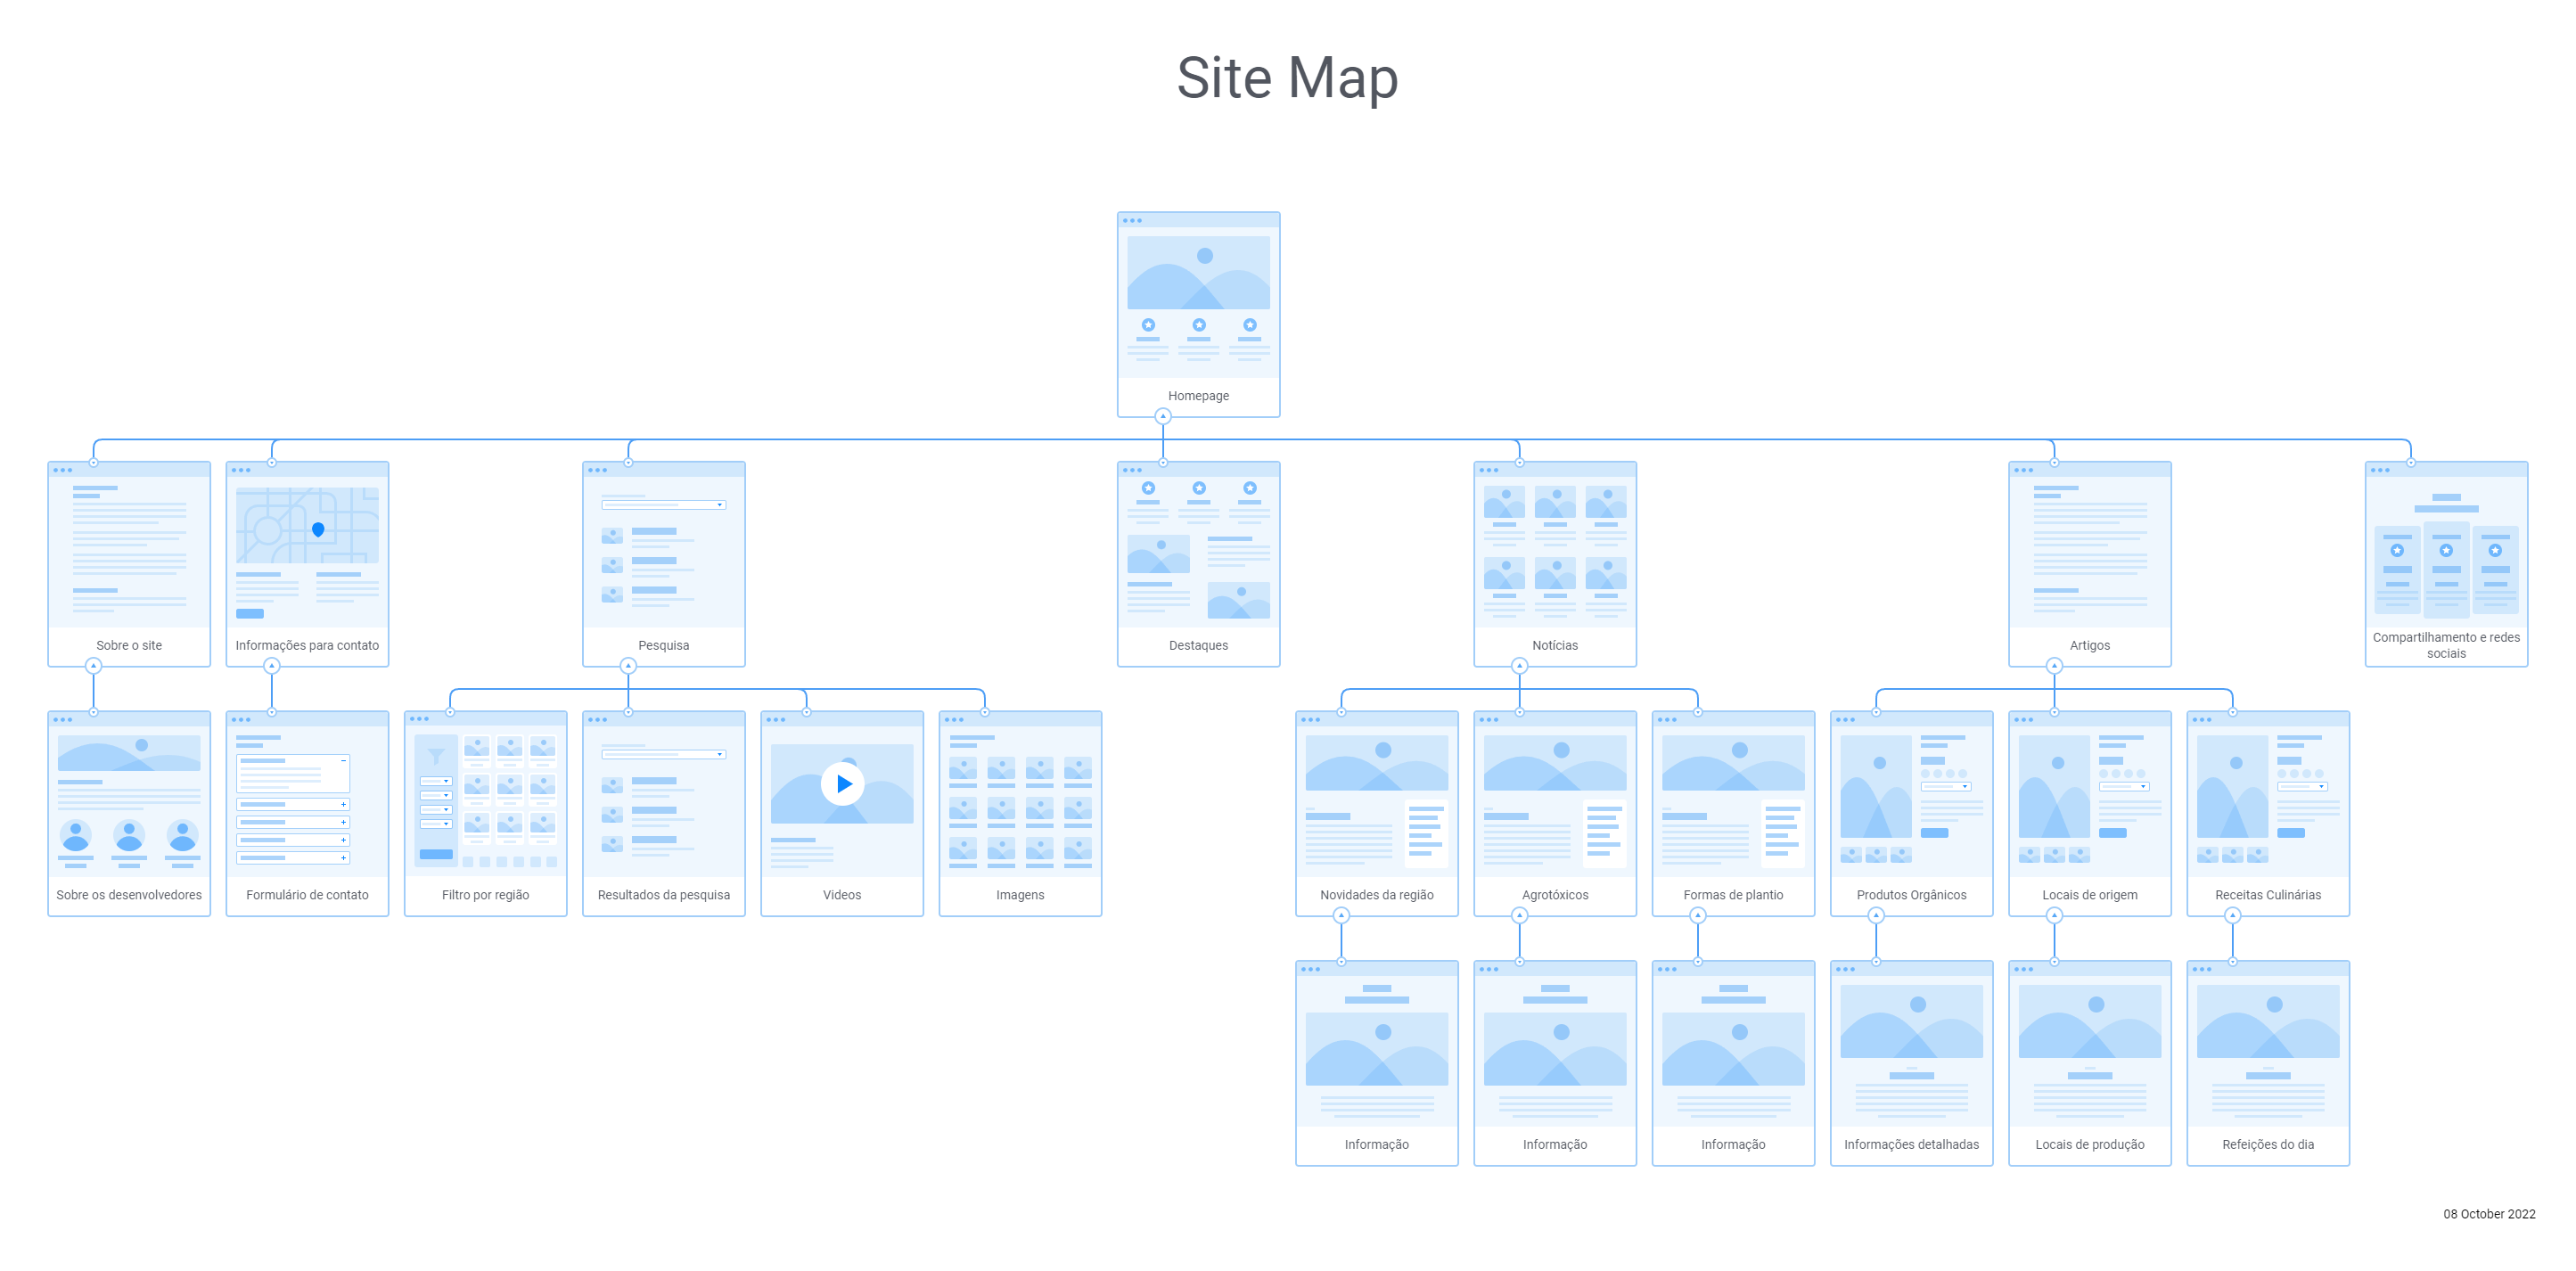 Site Map
Homepage
Sobre o site
Informações para contato
Pesquisa
Destaques
Notícias
Artigos
Compartilhamento e redes
sociais
Sobre os desenvolvedores
Formulário de contato
Filtro por região
Resultados da pesquisa
Videos
Imagens
Novidades da região
Agrotóxicos
Formas de plantio
Produtos Orgânicos
Locais de origem
Receitas Culinárias
Informação
Informação
Informação
Informações detalhadas
Locais de produção
Refeições do dia
08 October 2022